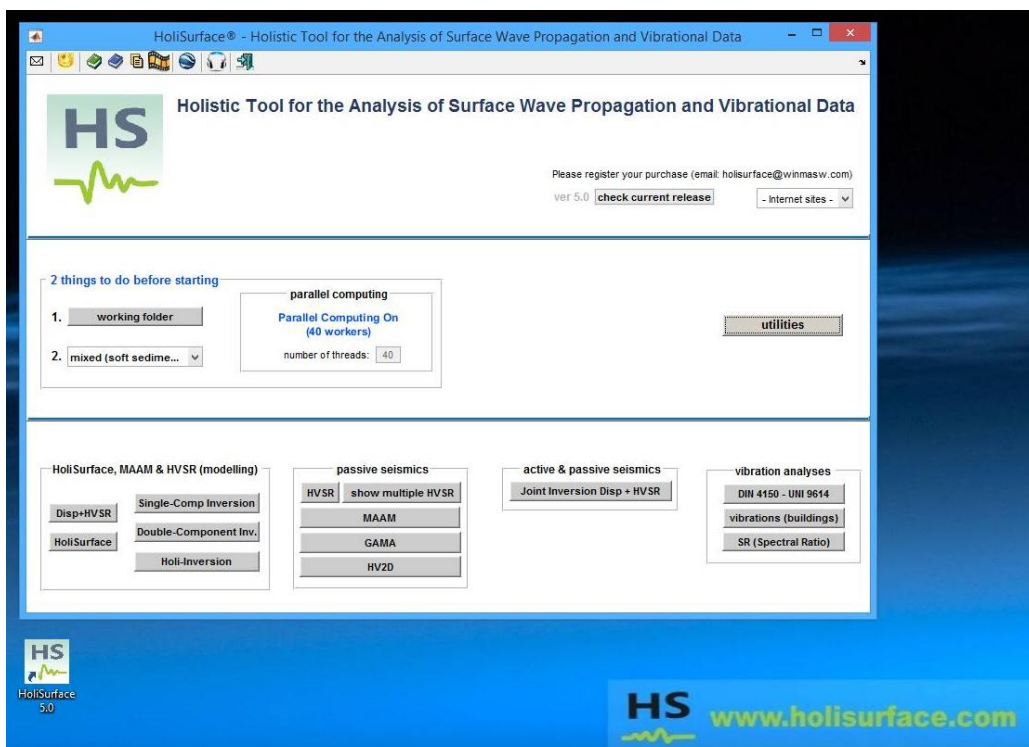 HoliSurface® - Holistic Tool for the Analysis of Surface Wave Propagation and Vibrational Data
HS
Holistic Tool for the Analysis of Surface Wave Propagation and Vibrational Data
Please register your purchase (email: holisurface@winmasw.com)
ver 5.0 check current release - Internet sites -
2 things to do before starting
1. working folder
2. mixed (soft sedime...
parallel computing
Parallel Computing On
(40 workers)
number of threads: 40
utilities
HoliSurface, MAAM & HVSR (modelling)
Disp+HVSR
HoliSurface
Single-Comp Inversion
Double-Component Inv.
Holi-Inversion
passive seismics
HVSR show multiple HVSR
MAAM
GAMA
HV2D
active & passive seismics
Joint Inversion Disp + HVSR
vibration analyses
DIN 4150 - UNI 9614
vibrations (buildings)
SR (Spectral Ratio)
HS
HoliSurface
5.0
HS www.holisurface.com